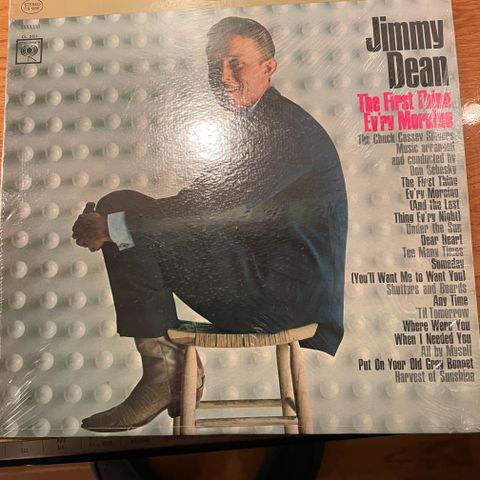 Jimmy
Dean
The First Thing
Ev'ry Morning
The Chuck Cassey Singers
Music arranged
and conducted by
Don Sebesky
The First Thing
Ev'ry Morning
(And the Last
Thing Ev'ry Night)
Under the Sun
Dear Heart
Too Many Times
Someday
(You'll Want Me to Want You)
Shutters and Boards
Any Time
'Til Tomorrow
Where Were You
When I Needed You
All by Myself
Put On Your Old Grey Bonnet
Harvest of Sunshine